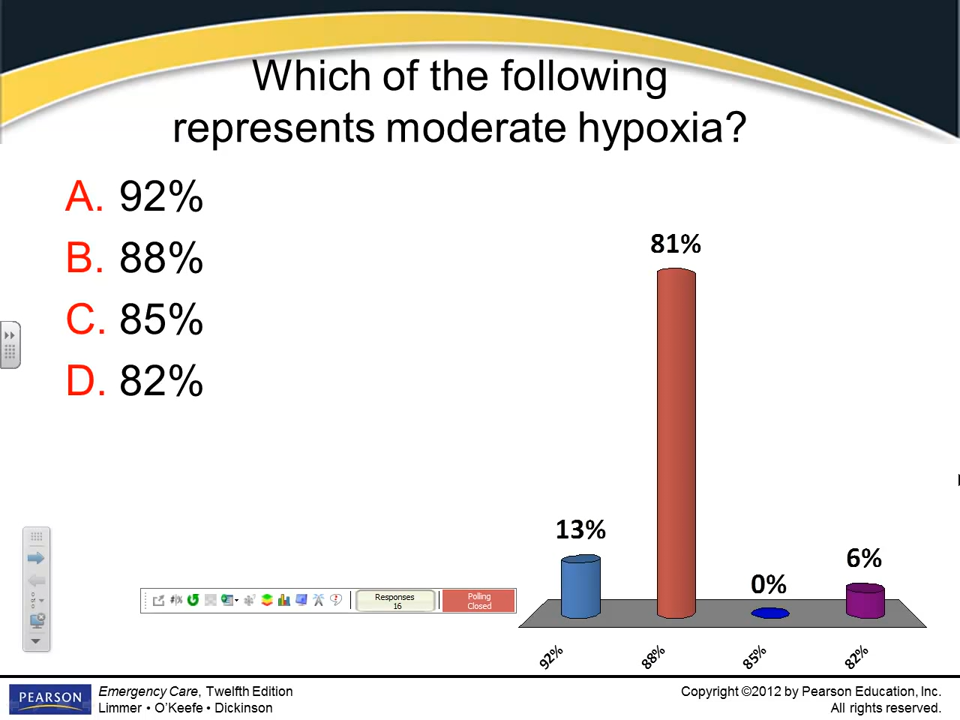 Which of the following
represents moderate hypoxia?
A. 92%
B. 88%
C. 85%
D. 82%
81%
13%
0%
6%
92%
88%
85%
82%
Responses
16
Polling
Closed
PEARSON
Emergency Care, Twelfth Edition
Limmer • O'Keefe • Dickinson
Copyright ©2012 by Pearson Education, Inc.
All rights reserved.